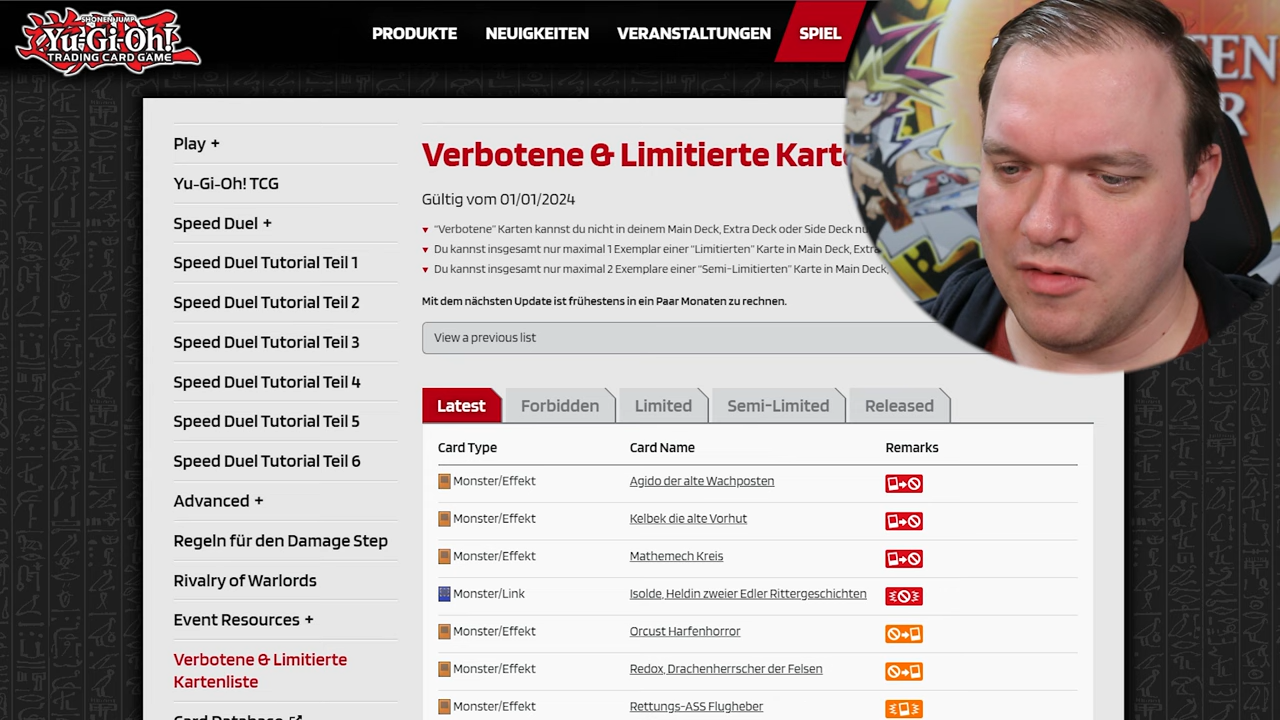 SHONEN JUMP
Yu-Gi-Oh!
TRADING CARD GAME
PRODUKTE NEUIGKEITEN VERANSTALTUNGEN SPIEL
Play +
Yu-Gi-Oh! TCG
Speed Duel +
Speed Duel Tutorial Teil 1
Speed Duel Tutorial Teil 2
Speed Duel Tutorial Teil 3
Speed Duel Tutorial Teil 4
Speed Duel Tutorial Teil 5
Speed Duel Tutorial Teil 6
Advanced +
Regeln für den Damage Step
Rivalry of Warlords
Event Resources +
Verbotene & Limitierte
Kartenliste
Verbotene & Limitierte
Gültig vom 01/01/2024
"Verbotene" Karten kannst du nicht in deinem Main Deck, Extra Deck oder Side Deck
Du kannst insgesamt nur maximal 1 Exemplar einer "Limitierten" Karte in Main Deck,
Du kannst insgesamt nur maximal 2 Exemplare einer "Semi-Limitierten" Karte in Main Deck,
Mit dem nächsten Update ist frühestens in ein Paar Monaten zu rechnen.
View a previous list
Latest Forbidden Limited Semi-Limited Released
Card Type Card Name Remarks
Monster/Effekt Agido der alte Wachposten
Monster/Effekt Kelbek die alte Vorhut
Monster/Effekt Mathemech Kreis
Monster/Link Isolde, Heldin zweier Edler Rittergeschichten
Monster/Effekt Orcust Harfenhorror
Monster/Effekt Redox, Drachenherrscher der Felsen
Monster/Effekt Rettungs-ASS Flugheber